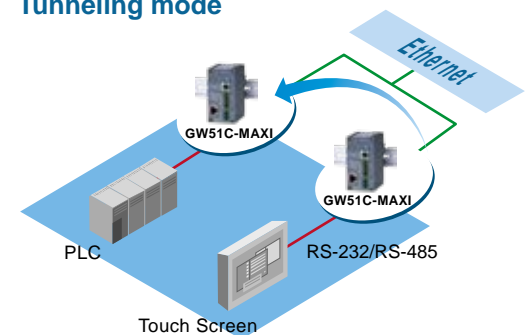 Tunneling mode
Ethernet
GW51C-MAXI
GW51C-MAXI
PLC
RS-232/RS-485
Touch Screen